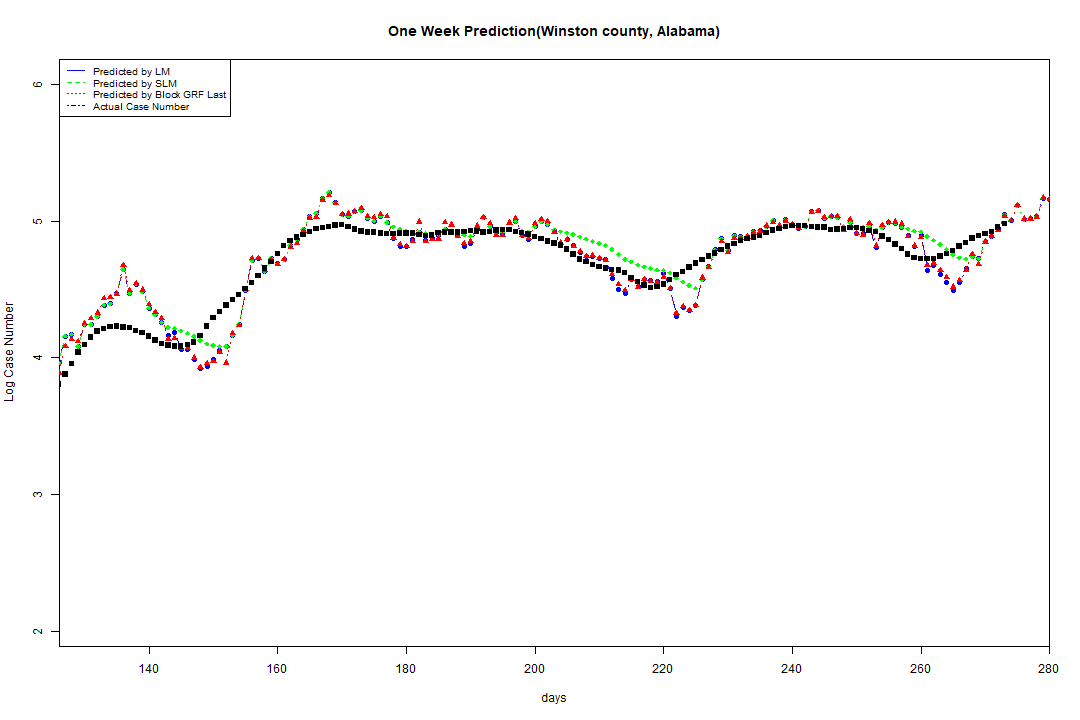 One Week Prediction(Winston county, Alabama)
Predicted by LM
Predicted by SLM
Predicted by Block GRF Last
Actual Case Number
6
5
4
3
2
Log Case Number
140 160 180 200 220 240 260 280
days